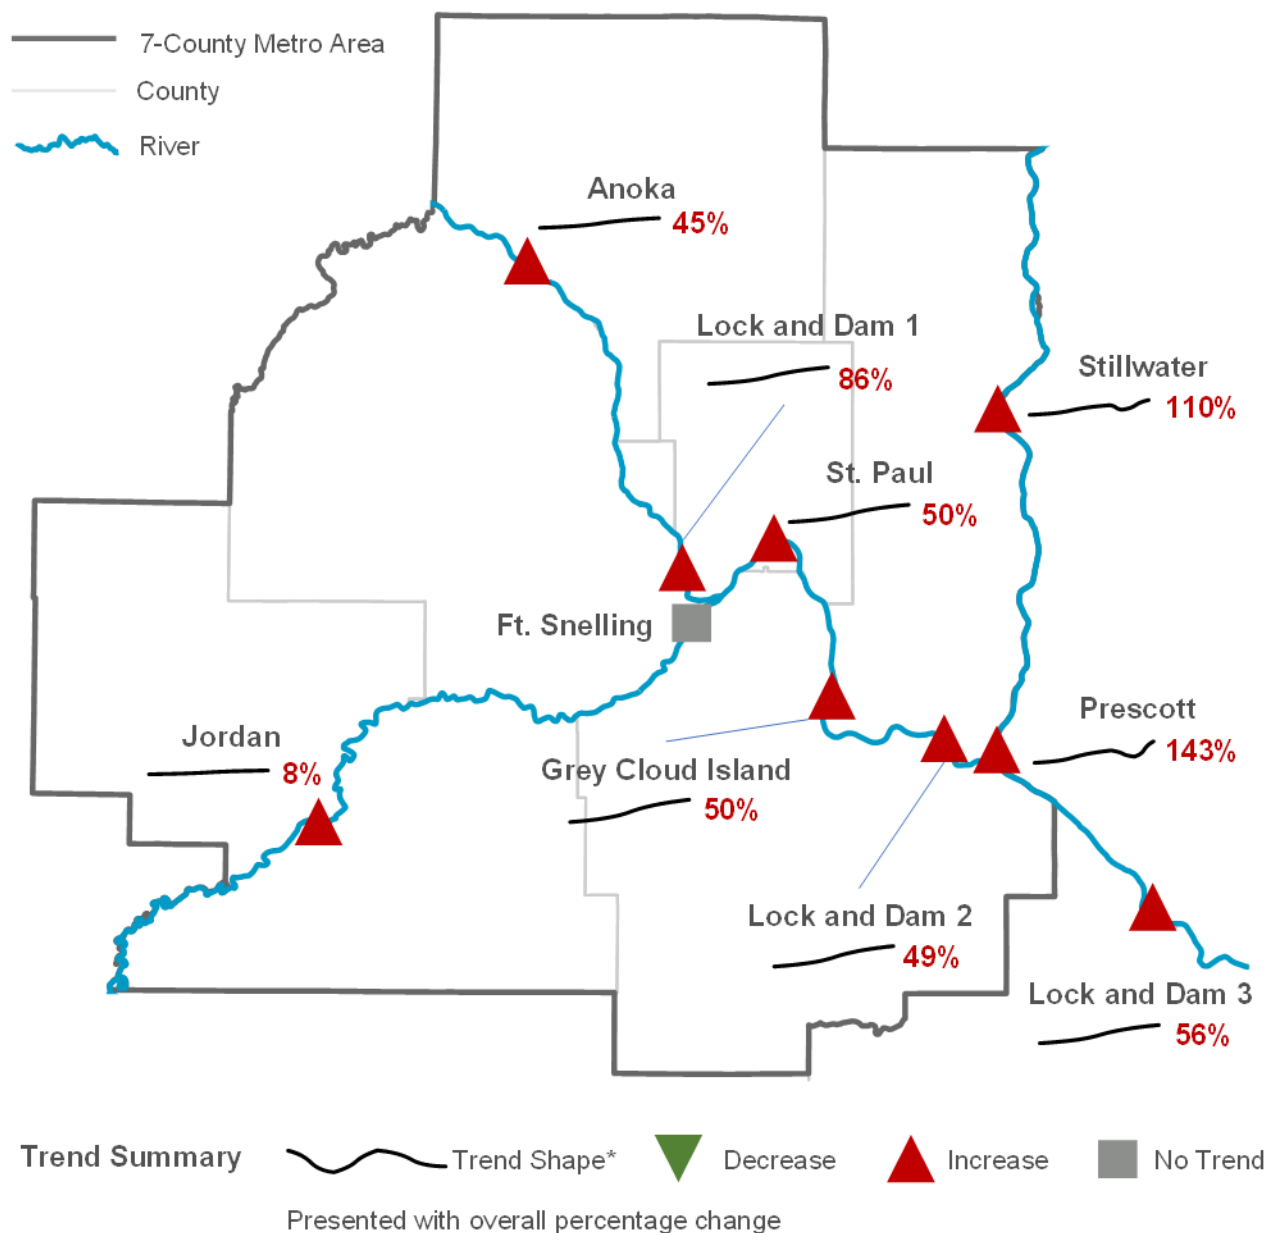 7-County Metro Area
County
River
Anoka
45%
Lock and Dam 1
86%
Stillwater
110%
St. Paul
50%
Ft. Snelling
Prescott
143%
Jordan
8%
Grey Cloud Island
50%
Lock and Dam 2
49%
Lock and Dam 3
56%
Trend Summary
Trend Shape*
Decrease
Increase
No Trend
Presented with overall percentage change